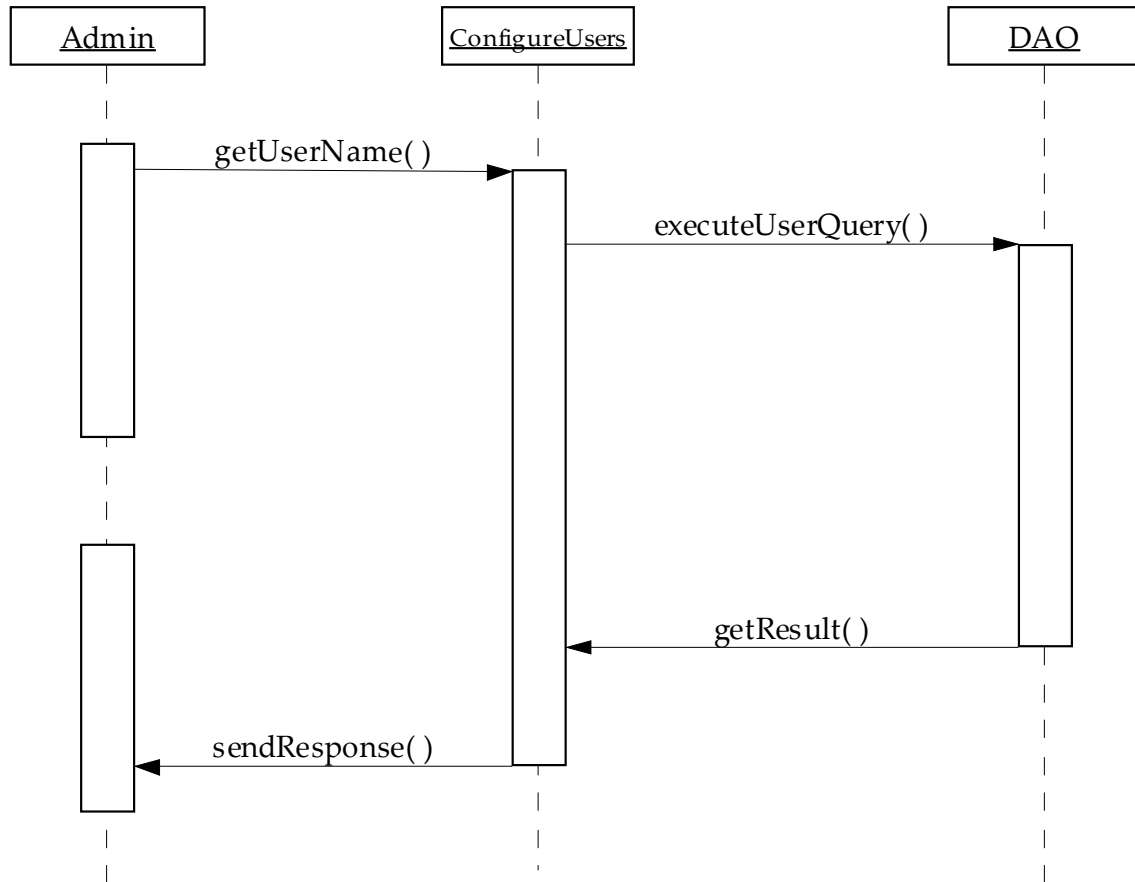 Admin
ConfigureUsers
DAO
getUserName( )
executeUserQuery( )
getResult( )
sendResponse( )